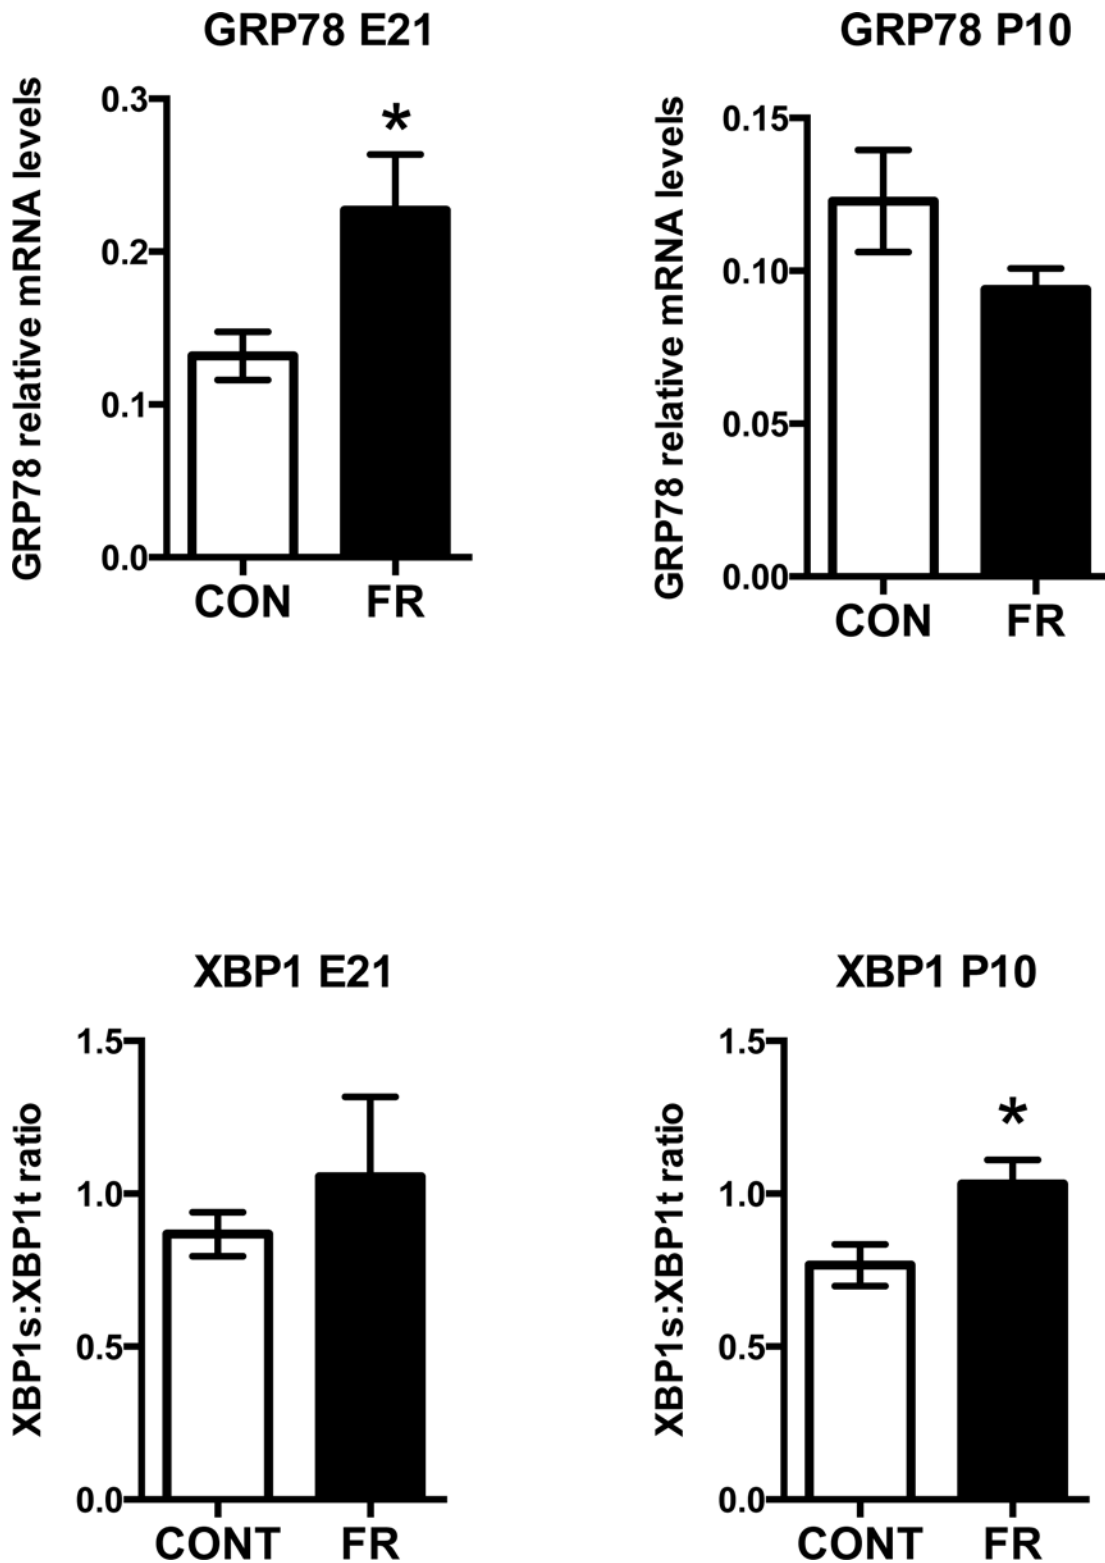 GRP78 E21
GRP78 relative mRNA levels
0.3
0.2
0.1
0.0
*
CON FR
GRP78 P10
GRP78 relative mRNA levels
0.15
0.10
0.05
0.00
CON FR
XBP1 E21
XBP1s:XBP1t ratio
1.5
1.0
0.5
0.0
CONT FR
XBP1 P10
XBP1s:XBP1t ratio
1.5
1.0
0.5
0.0
*
CONT FR